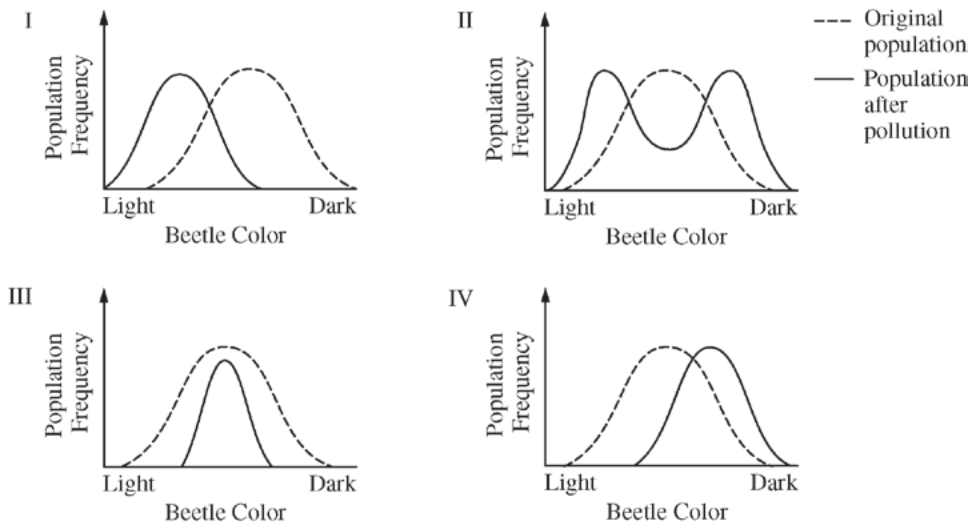 I
Population
Frequency
Light
Dark
Beetle Color
II
Population
Frequency
Light
Dark
Beetle Color
Original
population
Population
after
pollution
III
Population
Frequency
Light
Dark
Beetle Color
IV
Population
Frequency
Light
Dark
Beetle Color